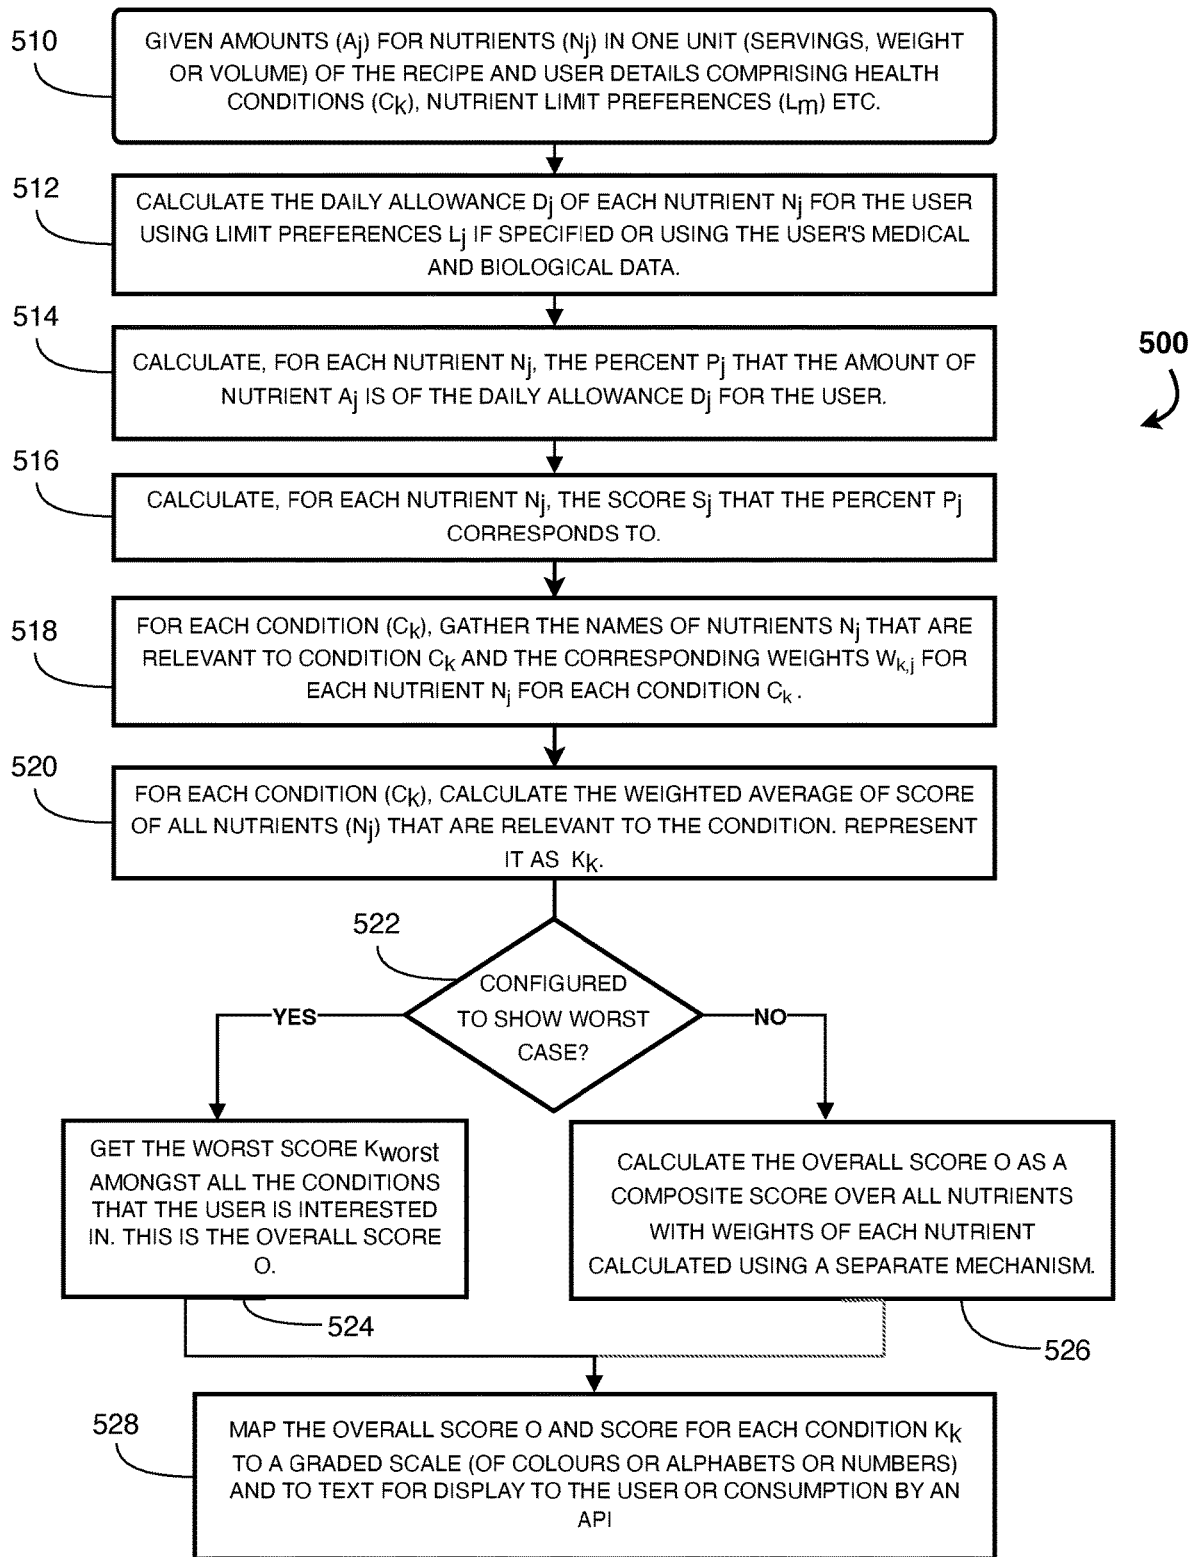 510
GIVEN AMOUNTS (Aj) FOR NUTRIENTS (Nj) IN ONE UNIT (SERVINGS, WEIGHT
OR VOLUME) OF THE RECIPE AND USER DETAILS COMPRISING HEALTH
CONDITIONS (Ck), NUTRIENT LIMIT PREFERENCES (Lm) ETC.
512
CALCULATE THE DAILY ALLOWANCE Dj OF EACH NUTRIENT Nj FOR THE USER
USING LIMIT PREFERENCES Lj IF SPECIFIED OR USING THE USER'S MEDICAL
AND BIOLOGICAL DATA.
514
CALCULATE, FOR EACH NUTRIENT Nj, THE PERCENT Pj THAT THE AMOUNT OF
NUTRIENT Aj IS OF THE DAILY ALLOWANCE Dj FOR THE USER.
500
516
CALCULATE, FOR EACH NUTRIENT Nj, THE SCORE Sj THAT THE PERCENT Pj
CORRESPONDS TO.
518
FOR EACH CONDITION (Ck), GATHER THE NAMES OF NUTRIENTS Nj THAT ARE
RELEVANT TO CONDITION Ck AND THE CORRESPONDING WEIGHTS Wk,j FOR
EACH NUTRIENT Nj FOR EACH CONDITION Ck .
520
FOR EACH CONDITION (Ck), CALCULATE THE WEIGHTED AVERAGE OF SCORE
OF ALL NUTRIENTS (Nj) THAT ARE RELEVANT TO THE CONDITION. REPRESENT
IT AS Kk.
522
CONFIGURED
TO SHOW WORST
CASE?
YES
NO
GET THE WORST SCORE Kworst
AMONGST ALL THE CONDITIONS
THAT THE USER IS INTERESTED
IN. THIS IS THE OVERALL SCORE
O.
524
CALCULATE THE OVERALL SCORE O AS A
COMPOSITE SCORE OVER ALL NUTRIENTS
WITH WEIGHTS OF EACH NUTRIENT
CALCULATED USING A SEPARATE MECHANISM.
526
528
MAP THE OVERALL SCORE O AND SCORE FOR EACH CONDITION Kk
TO A GRADED SCALE (OF COLOURS OR ALPHABETS OR NUMBERS)
AND TO TEXT FOR DISPLAY TO THE USER OR CONSUMPTION BY AN
API